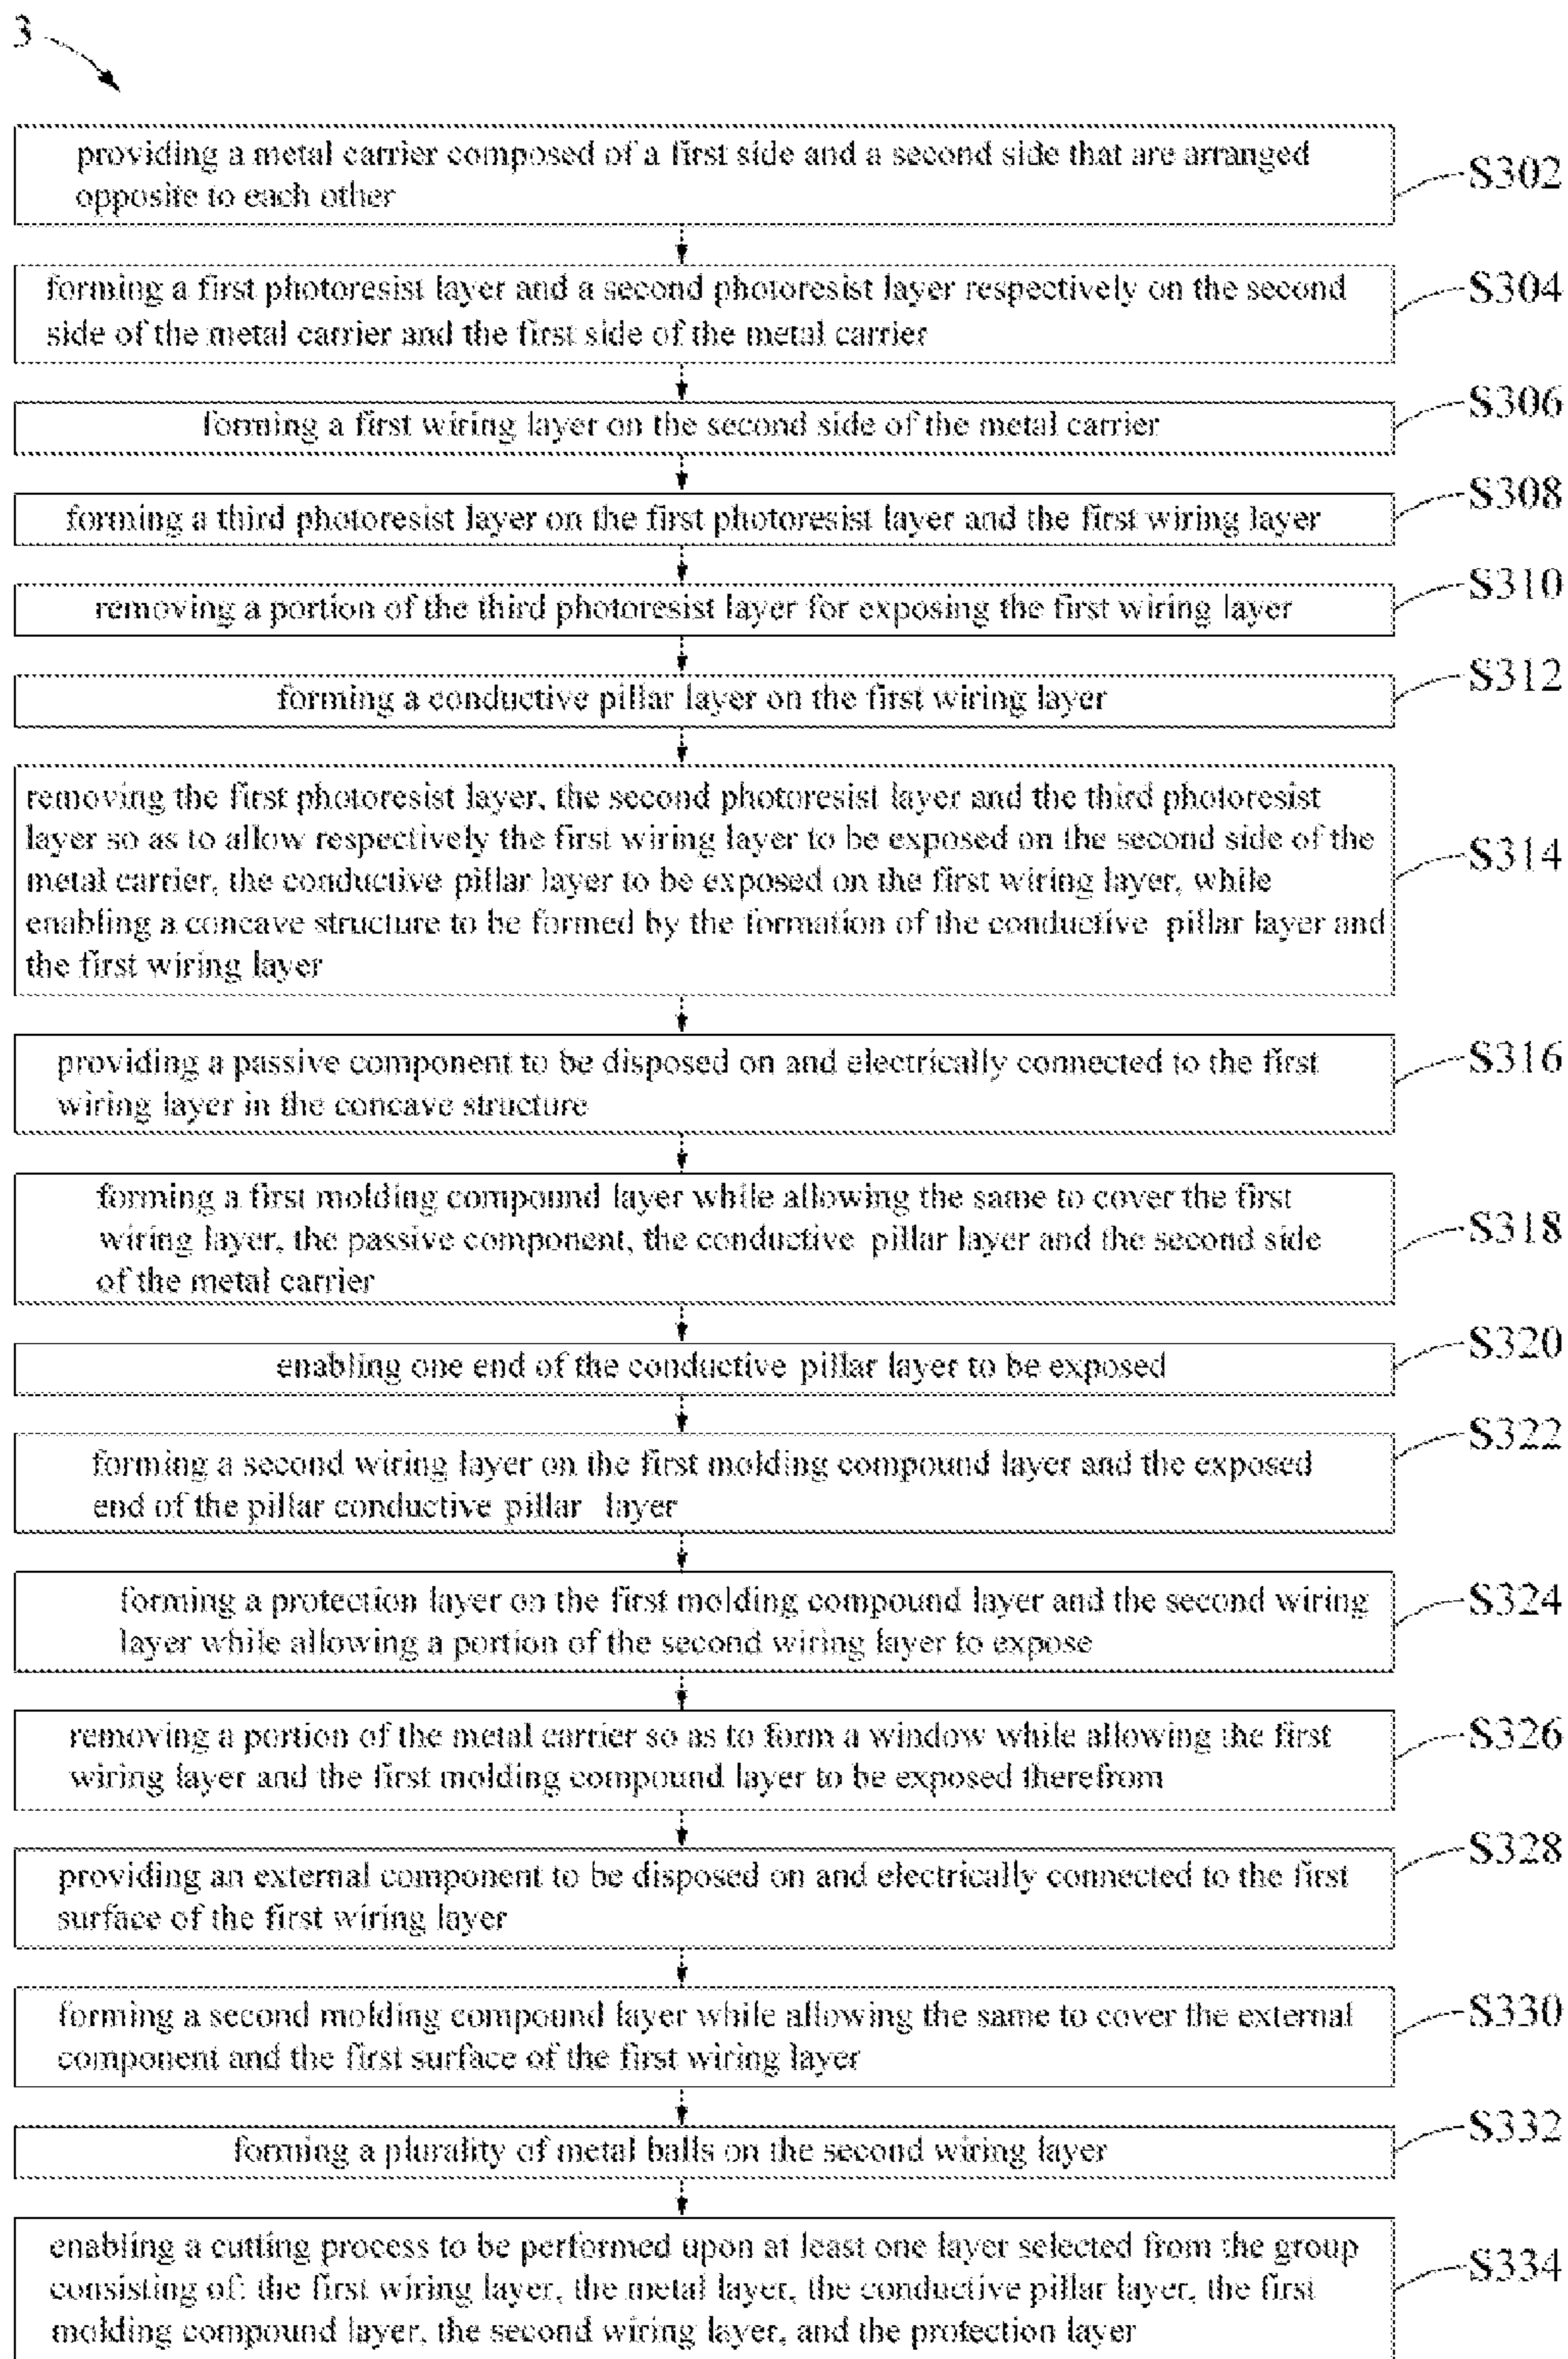 3
providing a metal carrier composed of a first side and a second side that are arranged
opposite to each other
S302
forming a first photoresist layer and a second photoresist layer respectively on the second
side of the metal carrier and the first side of the metal carrier
S304
forming a first wiring layer on the second side of the metal carrier
S306
forming a third photoresist layer on the first photoresist layer and the first wiring layer
S308
removing a portion of the third photoresist layer for exposing the first wiring layer
S310
forming a conductive pillar layer on the first wiring layer
S312
removing the first photoresist layer, the second photoresist layer and the third photoresist
layer so as to allow respectively the first wiring layer to be exposed on the second side of the
metal carrier, the conductive pillar layer to be exposed on the first wiring layer, while
enabling a concave structure to be formed by the formation of the conductive pillar layer and
the first wiring layer
S314
providing a passive component to be disposed on and electrically connected to the first
wiring layer in the concave structure
S316
forming a first molding compound layer while allowing the same to cover the first
wiring layer, the passive component, the conductive pillar layer and the second side
of the metal carrier
S318
enabling one end of the conductive pillar layer to be exposed
S320
forming a second wiring layer on the first molding compound layer and the exposed
end of the pillar conductive pillar layer
S322
forming a protection layer on the first molding compound layer and the second wiring
layer while allowing a portion of the second wiring layer to expose
S324
removing a portion of the metal carrier so as to form a window while allowing the first
wiring layer and the first molding compound layer to be exposed therefrom
S326
providing an external component to be disposed on and electrically connected to the first
surface of the first wiring layer
S328
forming a second molding compound layer while allowing the same to cover the external
component and the first surface of the first wiring layer
S330
forming a plurality of metal balls on the second wiring layer
S332
enabling a cutting process to be performed upon at least one layer selected from the group
consisting of: the first wiring layer, the metal layer, the conductive pillar layer, the first
molding compound layer, the second wiring layer, and the protection layer
S334